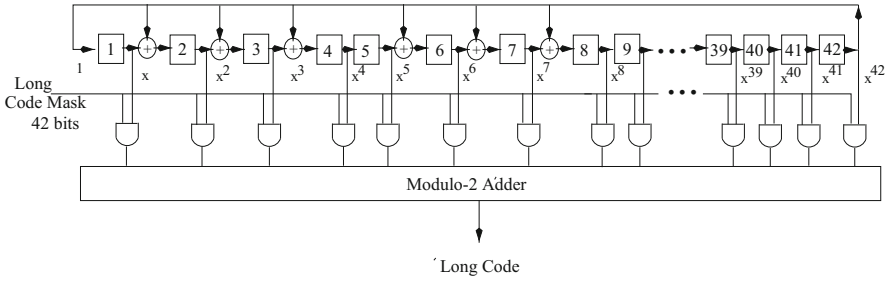 1 + 2 + 3 + 4 5 + 6 + 7 + 8 9 ••• 39 40 41 42
1 x x² x³ x⁴ x⁵ x⁶ x⁷ x⁸ x³⁹ x⁴⁰ x⁴¹ x⁴²
Long
Code Mask
42 bits
•••
Modulo-2 Adder
Long Code